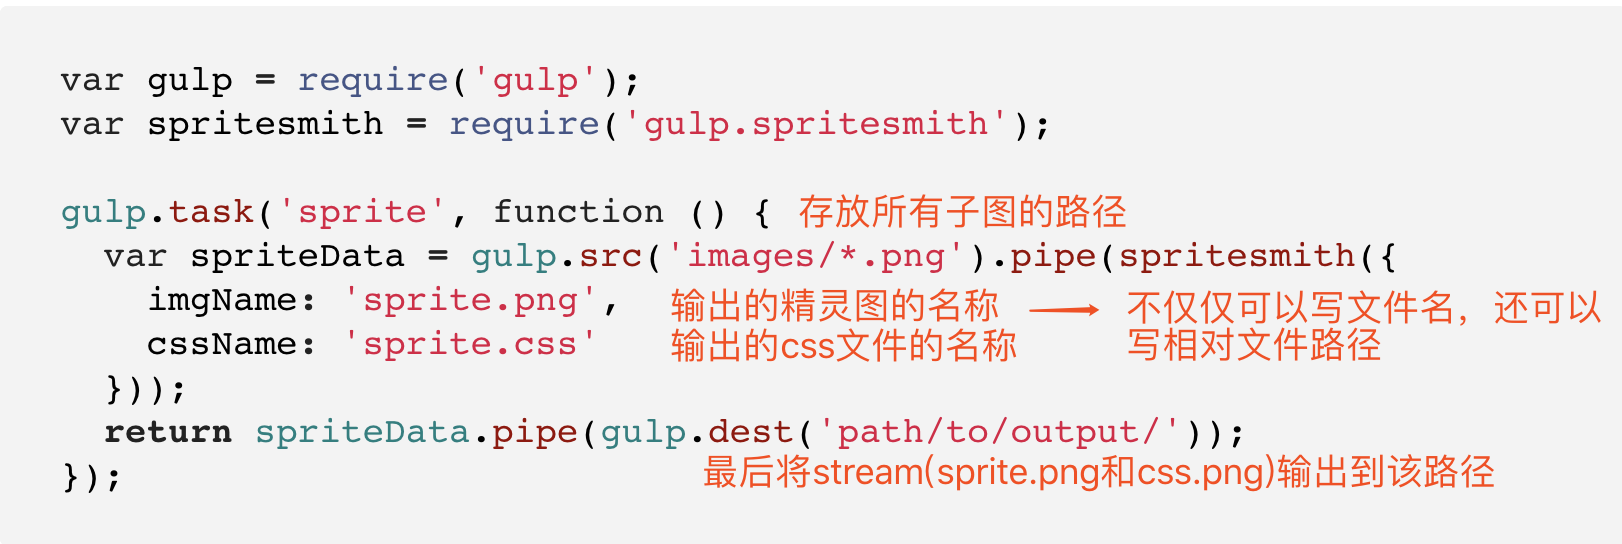 var gulp = require('gulp');
var spritesmith = require('gulp.spritesmith');
gulp.task('sprite', function () { 存放所有子图的路径
var spriteData = gulp.src('images/*.png').pipe(spritesmith({
imgName: 'sprite.png', 输出的精灵图的名称 不仅仅可以写文件名，还可以
cssName: 'sprite.css' 输出的css文件的名称 写相对文件路径
}));
return spriteData.pipe(gulp.dest('path/to/output/'));
}); 最后将stream(sprite.png和css.png)输出到该路径